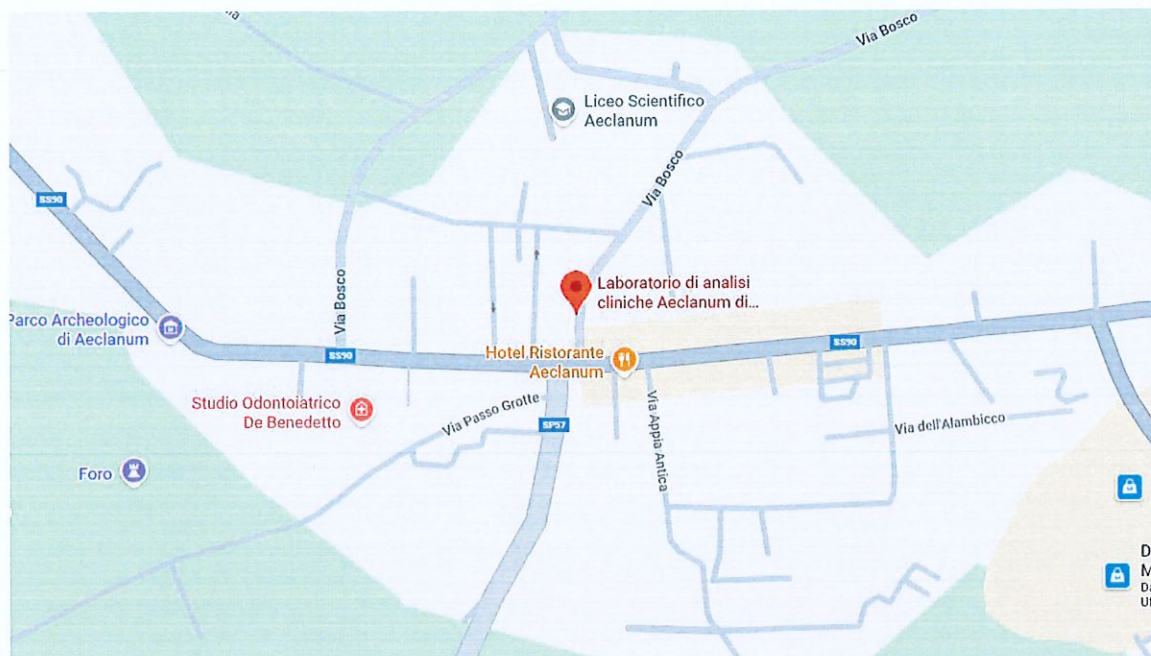 Via Bosco
Liceo Scientifico
Aeclanum
Via Bosco
SS90
Laboratorio di analisi
cliniche Aeclanum di...
Via Bosco
Parco Archeologico
di Aeclanum
SS90
SS90
Hotel Ristorante
Aeclanum
Studio Odontoiatrico
De Benedetto
Via Passo Grotte
SP57
Via Appia Antica
Via dell'Alambicco
Foro